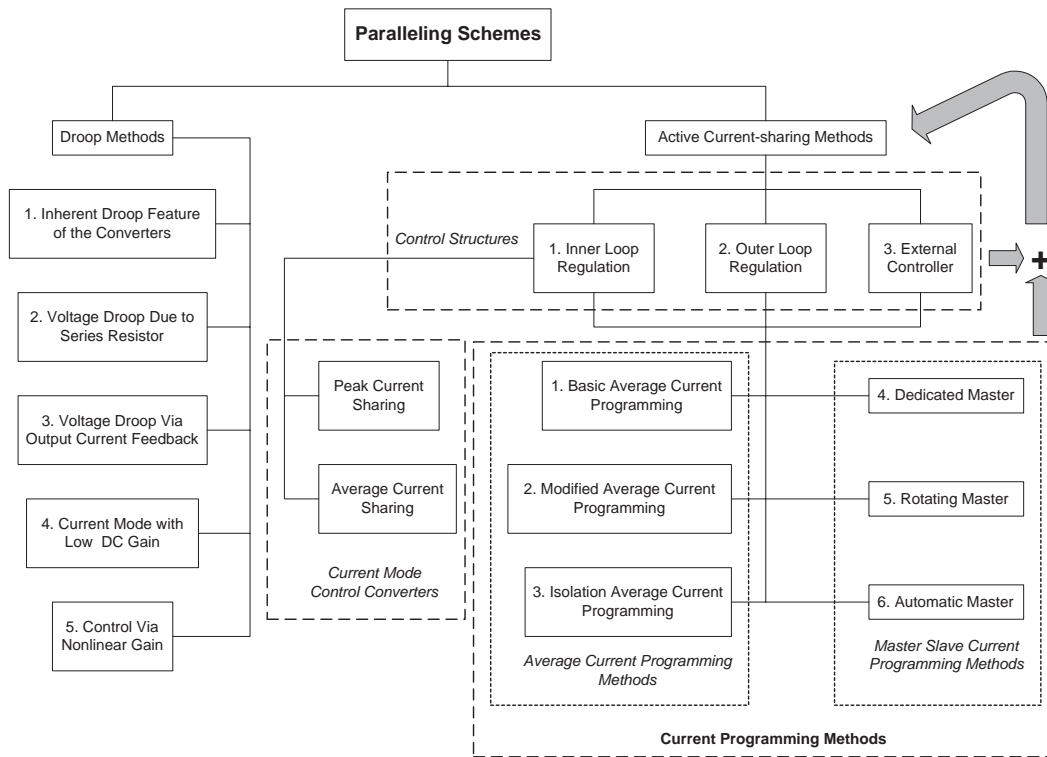 Paralleling Schemes
Droop Methods
1. Inherent Droop Feature
of the Converters
2. Voltage Droop Due to
Series Resistor
3. Voltage Droop Via
Output Current Feedback
4. Current Mode with
Low DC Gain
5. Control Via
Nonlinear Gain
Active Current-sharing Methods
Control Structures
1. Inner Loop
Regulation
2. Outer Loop
Regulation
3. External
Controller
+
Peak Current
Sharing
Average Current
Sharing
Current Mode
Control Converters
1. Basic Average Current
Programming
2. Modified Average Current
Programming
3. Isolation Average Current
Programming
Average Current Programming
Methods
4. Dedicated Master
5. Rotating Master
6. Automatic Master
Master Slave Current
Programming Methods
Current Programming Methods